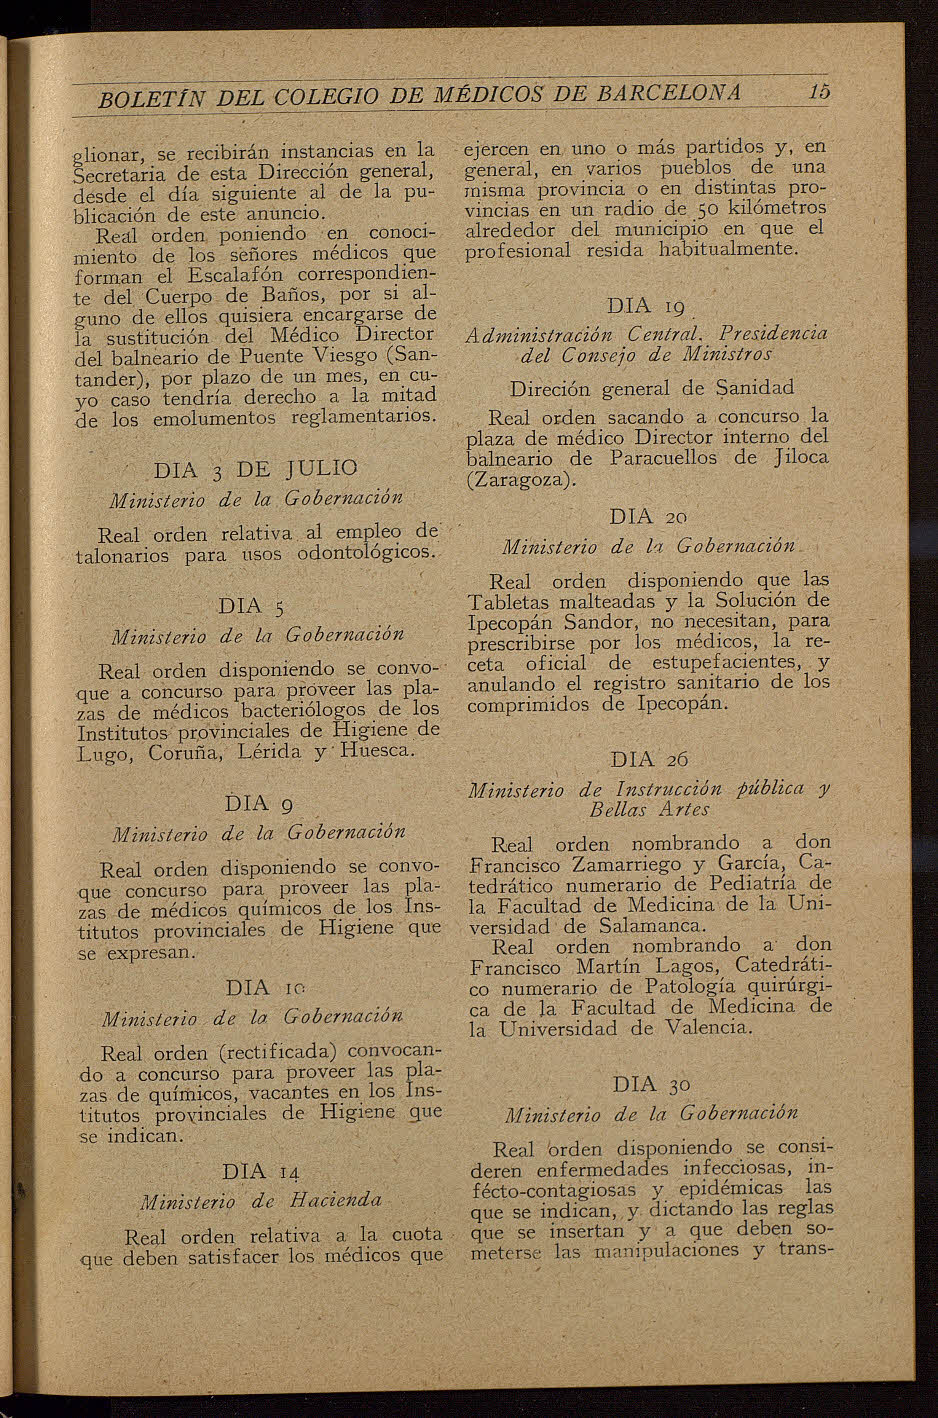 BOLETÍN DEL COLEGIO DE MÉDICOS DE BARCELONA 15
glionar, se recibirán instancias en la
Secretaria de esta Dirección general,
desde el día siguiente al de la pu-
blicación de este anuncio.
Real orden poniendo en conoci-
miento de los señores médicos que
forman el Escalafón correspondien-
te del Cuerpo de Baños, por si al-
guno de ellos quisiera encargarse de
la sustitución del Médico Director
del balneario de Puente Viesgo (San-
tander), por plazo de un mes, en cu-
yo caso tendría derecho a la mitad
de los emolumentos reglamentarios.
DIA 3 DE JULIO
Ministerio de la Gobernación
Real orden relativa al empleo de
talonarios para usos odontológicos.
DIA 5
Ministerio de la Gobernación
Real orden disponiendo se convo-
que a concurso para proveer las pla-
zas de médicos bacteriólogos de los
Institutos provinciales de Higiene de
Lugo, Coruña, Lérida y Huesca.
DIA 9
Ministerio de la Gobernación
Real orden disponiendo se convo-
que concurso para proveer las pla-
zas de médicos químicos de los Ins-
titutos provinciales de Higiene que
se expresan.
DIA 10
Ministerio de la Gobernación
Real orden (rectificada) convocan-
do a concurso para proveer las pla-
zas de químicos, vacantes en los Ins-
titutos provinciales de Higiene que
se indican.
DIA 14
Ministerio de Hacienda
Real orden relativa a la cuota
que deben satisfacer los médicos que
ejercen en uno o más partidos y, en
general, en varios pueblos de una
misma provincia o en distintas pro-
vincias en un radio de 50 kilómetros
alrededor del municipio en que el
profesional resida habitualmente.
DIA 19
Administración Central. Presidencia
del Consejo de Ministros
Direción general de Sanidad
Real orden sacando a concurso la
plaza de médico Director interno del
balneario de Paracuellos de Jiloca
(Zaragoza).
DIA 20
Ministerio de la Gobernación
Real orden disponiendo que las
Tabletas malteadas y la Solución de
Ipecopán Sandor, no necesitan, para
prescribirse por los médicos, la re-
ceta oficial de estupefacientes, y
anulando el registro sanitario de los
comprimidos de Ipecopán.
DIA 26
Ministerio de Instrucción pública y
Bellas Artes
Real orden nombrando a don
Francisco Zamarriego y García, Ca-
tedrático numerario de Pediatría de
la Facultad de Medicina de la Uni-
versidad de Salamanca.
Real orden nombrando a don
Francisco Martín Lagos, Catedráti-
co numerario de Patología quirúrgi-
ca de la Facultad de Medicina de
la Universidad de Valencia.
DIA 30
Ministerio de la Gobernación
Real orden disponiendo se consi-
deren enfermedades infecciosas, in-
fécto-contagiosas y epidémicas las
que se indican, y dictando las reglas
que se insertan y a que deben so-
meterse las manipulaciones y trans-